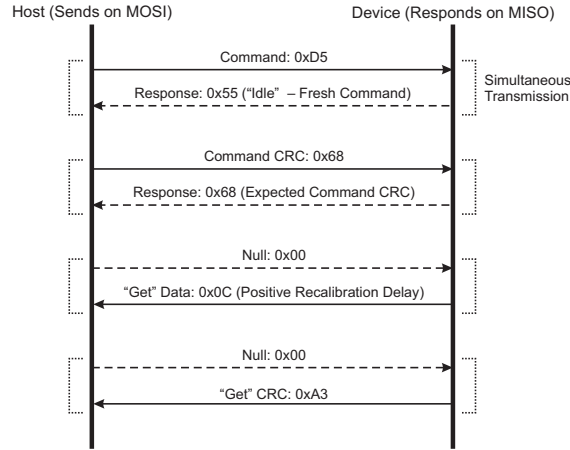 Host (Sends on MOSI)
Device (Responds on MISO)
Command: 0xD5
Response: 0x55 (“Idle” – Fresh Command)
Simultaneous
Transmission
Command CRC: 0x68
Response: 0x68 (Expected Command CRC)
Null: 0x00
“Get” Data: 0x0C (Positive Recalibration Delay)
Null: 0x00
“Get” CRC: 0xA3